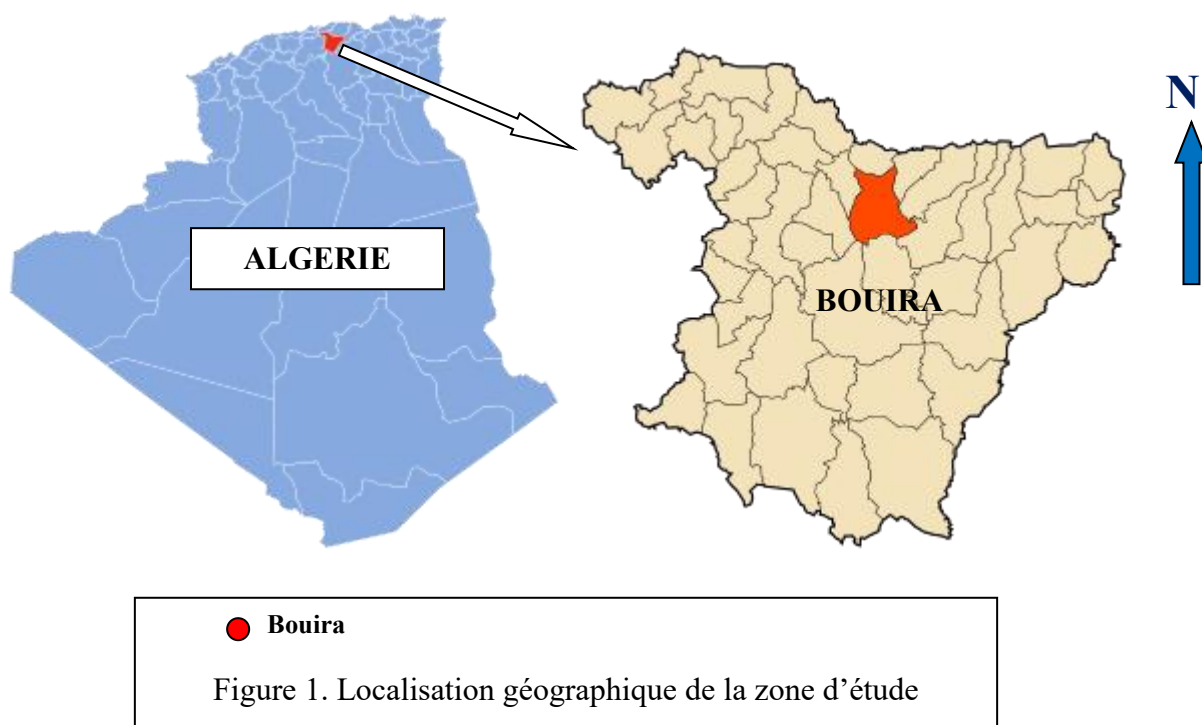 N
ALGERIE
BOUIRA
Bouira
Figure 1. Localisation géographique de la zone d’étude